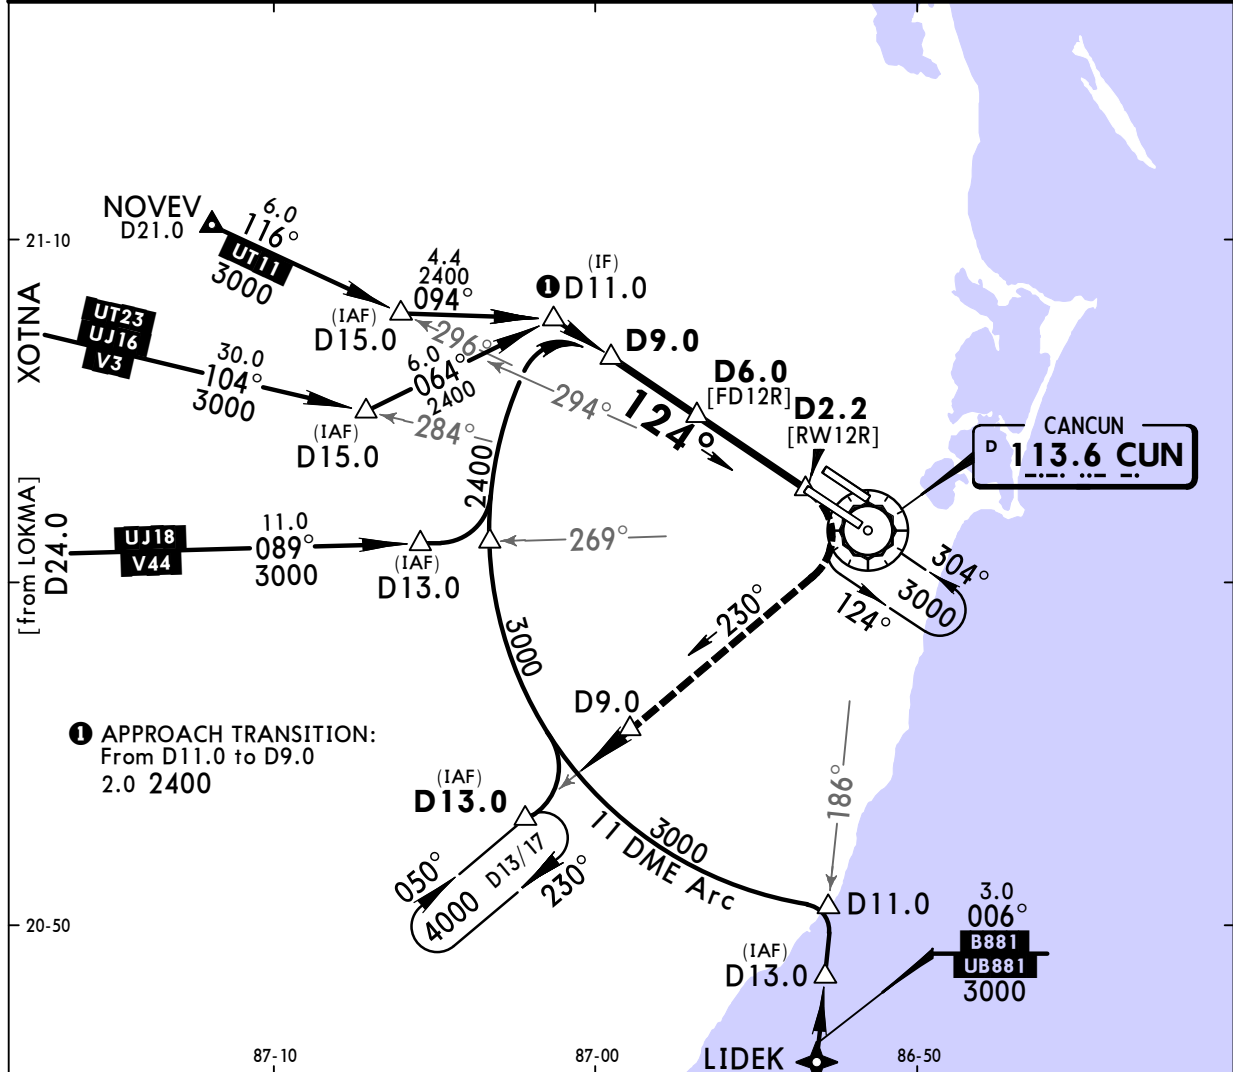 NOVEV
D21.0
6.0
116°
UT11
3000
21-10
XOTNA
UT23
UJ16
V3
30.0
104°
3000
(IAF)
D15.0
4.4
2400
094°
296°
(IF)
❶ D11.0
D9.0
6.0
064°
2400
294°
284°
(IAF)
D15.0
D6.0
[FD12R]
D2.2
[RW12R]
124°
CANCUN
D 113.6 CUN
[from LOKMA]
D24.0
UJ18
V44
11.0
089°
3000
(IAF)
D13.0
2400
269°
304°
3000
124°
3000
230°
D9.0
❶ APPROACH TRANSITION:
From D11.0 to D9.0
2.0 2400
(IAF)
D13.0
050°
4000
D13/17
230°
3000
11 DME Arc
186°
D11.0
20-50
(IAF)
D13.0
3.0
006°
B881
UB881
3000
LIDEK
87-10
87-00
86-50